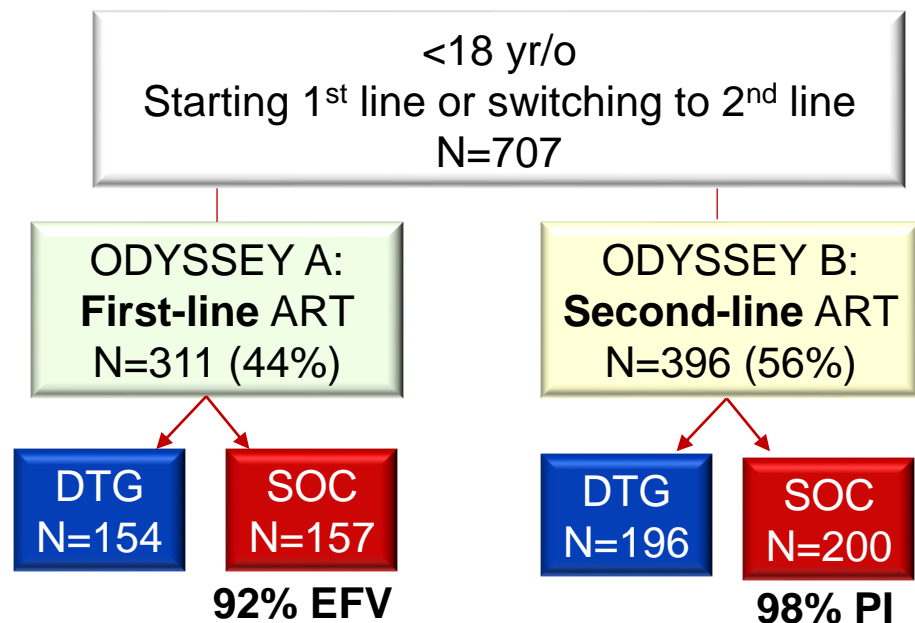 <18 yr/o
Starting 1st line or switching to 2nd line
N=707
ODYSSEY A:
First-line ART
N=311 (44%)
ODYSSEY B:
Second-line ART
N=396 (56%)
DTG
N=154
SOC
N=157
92% EFV
DTG
N=196
SOC
N=200
98% PI